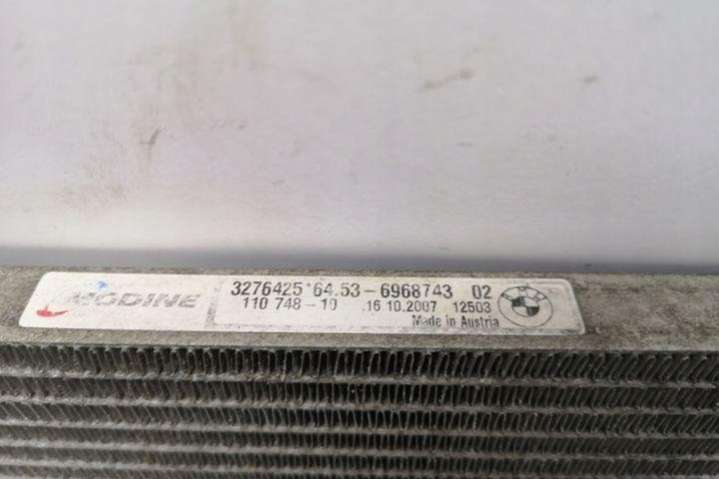 MODINE
3276425*64.53-6968743 02
110 748-10 .16 10.2007 12503
Made in Austria